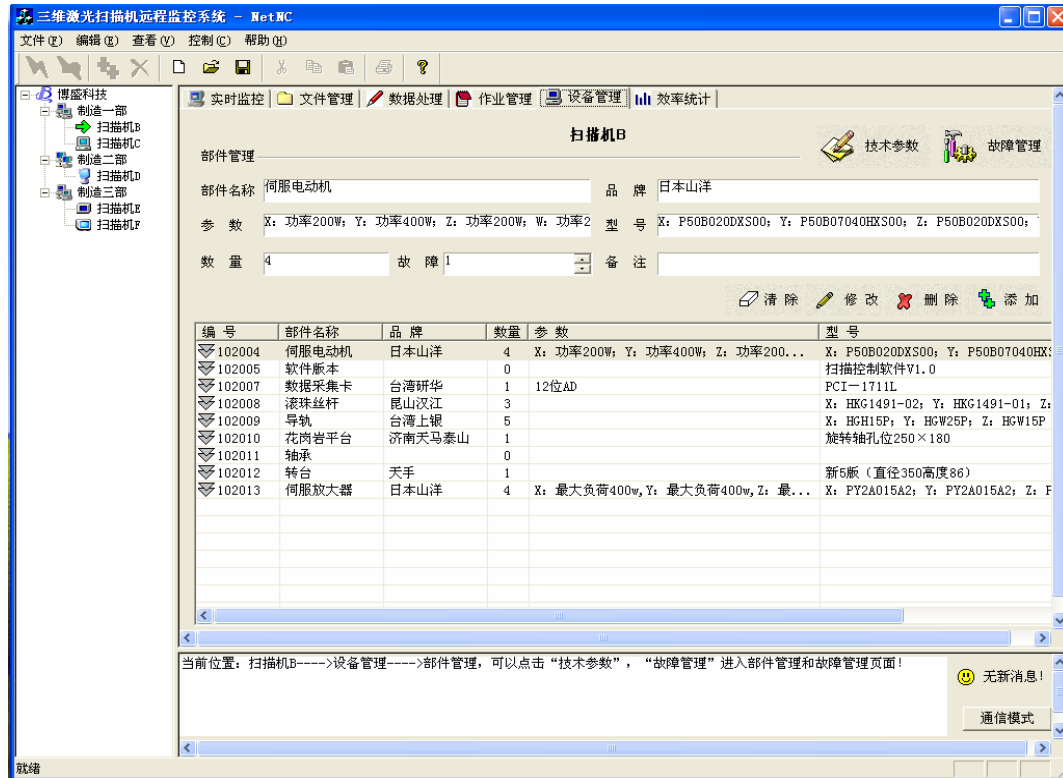 三维激光扫描机远程监控系统 - NetNC
文件(F) 编辑(E) 查看(V) 控制(C) 帮助(H)
博盛科技
制造一部
扫描机B
扫描机C
制造二部
扫描机D
制造三部
扫描机E
扫描机F
实时监控 文件管理 数据处理 作业管理 设备管理 效率统计
扫描机B
技术参数 故障管理
部件管理
部件名称 伺服电动机 品 牌 日本山洋
参 数 X: 功率200W; Y: 功率400W; Z: 功率200W; W: 功率2 型 号 X: P50B020DXS00; Y: P50B07040HXS00; Z: P50B020DXS00;
数 量 4 故 障 1 备 注
清 除 修 改 删 除 添 加
编 号 部件名称 品 牌 数量 参 数 型 号
102004 伺服电动机 日本山洋 4 X: 功率200W; Y: 功率400W; Z: 功率200... X: P50B020DXS00; Y: P50B07040HX
102005 软件版本 0 扫描控制软件V1.0
102007 数据采集卡 台湾研华 1 12位AD PCI-1711L
102008 滚珠丝杆 昆山汉江 3 X: HKG1491-02; Y: HKG1491-01; Z:
102009 导轨 台湾上银 5 X: HGH15P; Y: HGW25P; Z: HGW15P
102010 花岗岩平台 济南天马泰山 1 旋转轴孔位250×180
102011 轴承 0
102012 转台 天手 1 新5版（直径350高度86）
102013 伺服放大器 日本山洋 4 X: 最大负荷400w,Y: 最大负荷400w,Z: 最... X: PY2A015A2; Y: PY2A015A2; Z: P
当前位置: 扫描机B---->设备管理---->部件管理, 可以点击“技术参数”, “故障管理”进入部件管理和故障管理页面!
无新消息!
通信模式
就绪